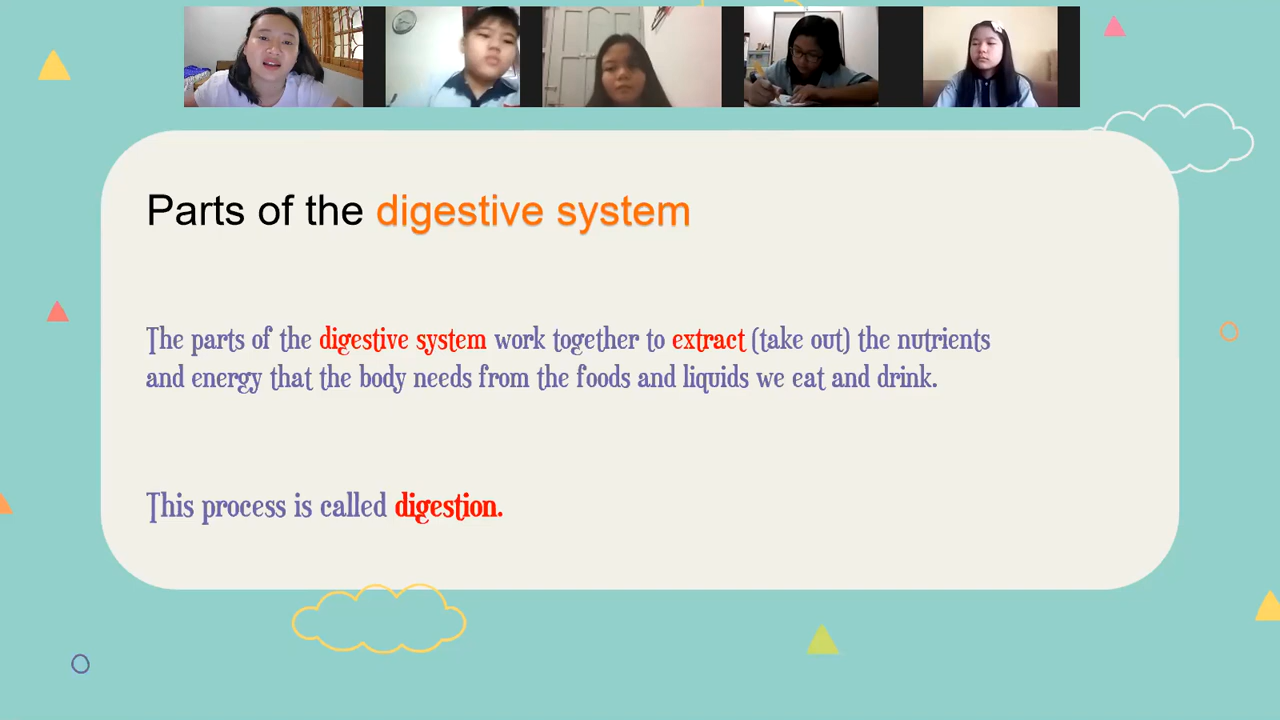 Parts of the digestive system
The parts of the digestive system work together to extract (take out) the nutrients
and energy that the body needs from the foods and liquids we eat and drink.
This process is called digestion.